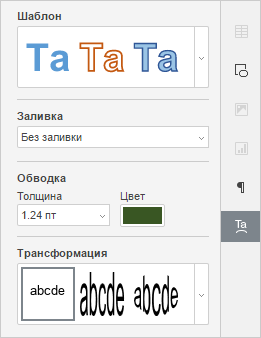 Шаблон
Ta Ta Ta
Заливка
Без заливки
Обводка
Толщина Цвет
1.24 пт
Трансформация
abcde abcde abcde
¶
Ta